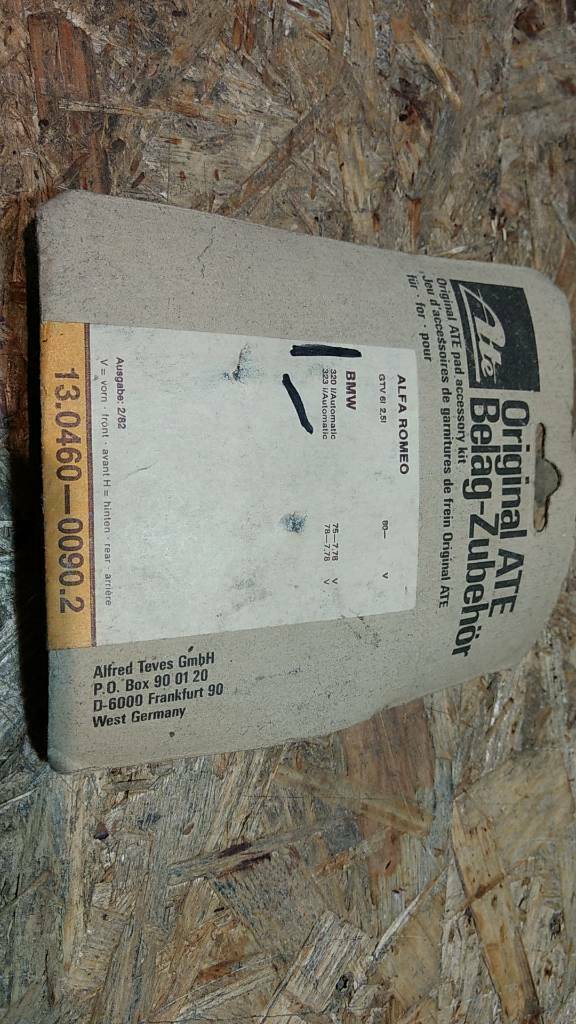 Ate
Original ATE
Belag-Zubehör
Original ATE pad accessory kit
Jeu d'accessoires de garnitures de frein Original ATE
für · for · pour
ALFA ROMEO
GTV 6/ 2,5l 80— V
BMW
320 i/Automatic 75—7.78 V
323 i/Automatic 78—7.78 V
Ausgabe: 2/82
V = vorn · front · avant H = hinten · rear · arrière
13.0460—0090.2
Alfred Teves GmbH
P.O. Box 90 01 20
D-6000 Frankfurt 90
West Germany